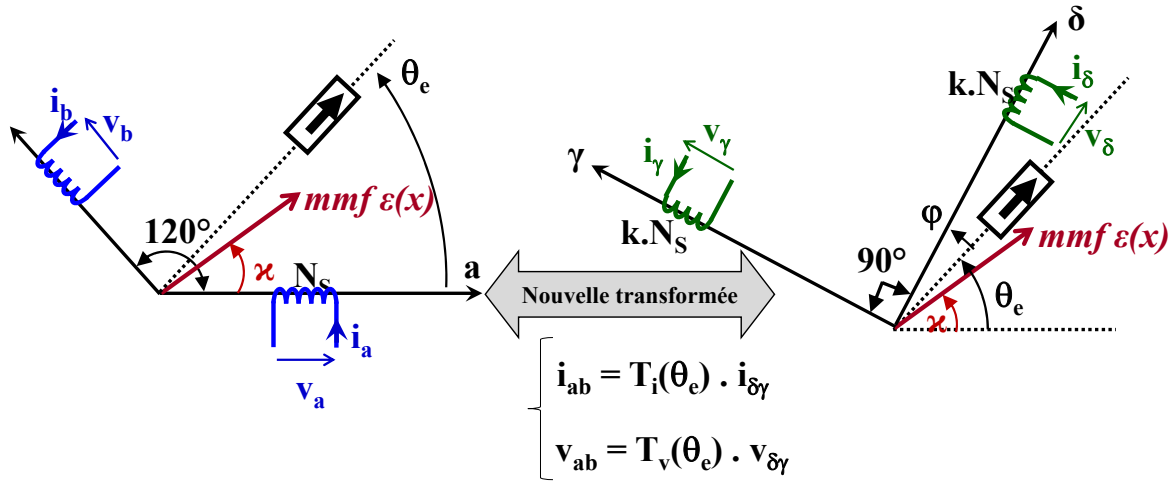 i_b
v_b
120°
θ_e
mmf ε(x)
ϰ
N_S
a
i_a
v_a
Nouvelle transformée
i_ab = T_i(θ_e) . i_δγ
v_ab = T_v(θ_e) . v_δγ
δ
k.N_S
i_δ
v_δ
v_γ
i_γ
γ
k.N_S
φ
90°
mmf ε(x)
θ_e
ϰ